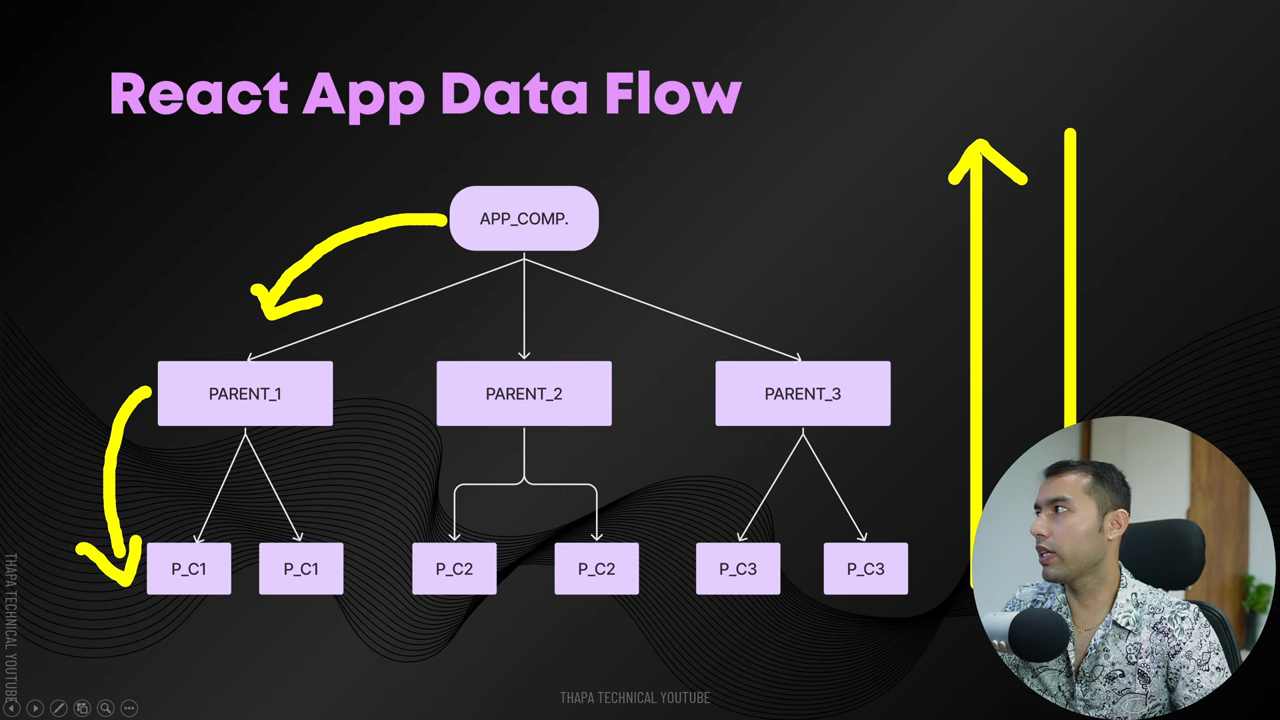 React App Data Flow
APP_COMP.
PARENT_1
PARENT_2
PARENT_3
P_C1
P_C1
P_C2
P_C2
P_C3
P_C3
THAPA TECHNICAL YOUTUBE
THAPA TECHNICAL YOUTUBE